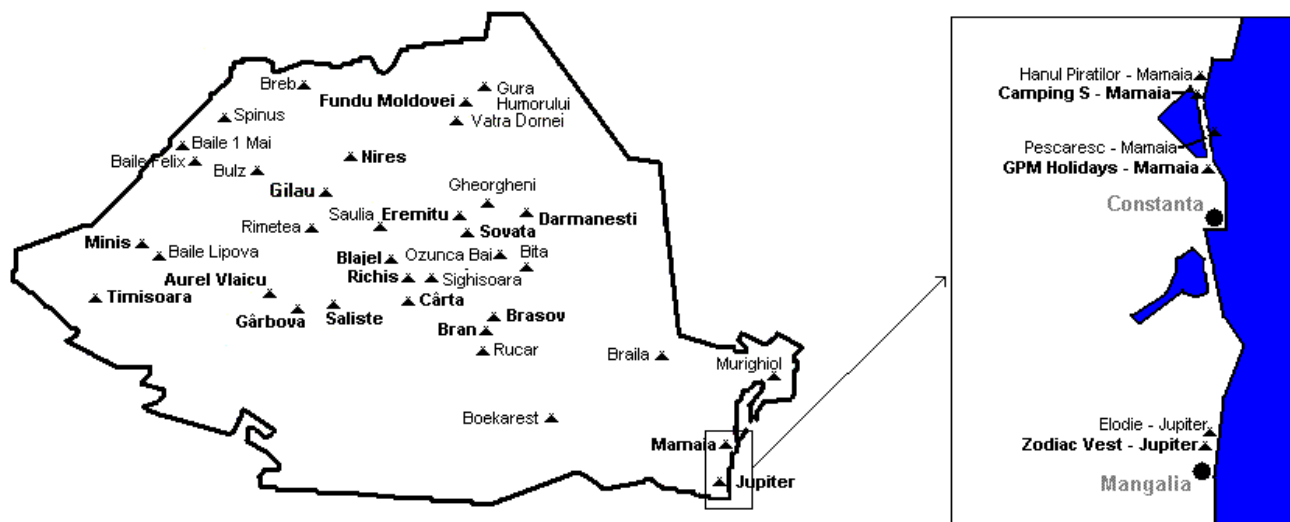 Breb
Gura
Humorului
Fundu Moldovei
Vatra Dornei
Spinus
Baile 1 Mai
Baile Felix
Bulz
Nires
Gilau
Gheorgheni
Rimetea
Saulia
Eremitu
Darmanesti
Sovata
Minis
Baile Lipova
Blajel
Ozunca Bai
Bita
Richis
Sighisoara
Aurel Vlaicu
Timisoara
Gârbova
Saliste
Cârta
Brasov
Bran
Rucar
Braila
Murighiol
Boekarest
Mamaia
Jupiter
Hanul Piratilor - Mamaia
Camping S - Mamaia
Pescaresc - Mamaia
GPM Holidays - Mamaia
Constanta
Elodie - Jupiter
Zodiac Vest - Jupiter
Mangalia